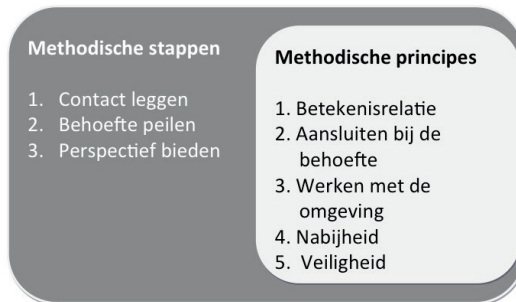 Methodische stappen
1. Contact leggen
2. Behoefte peilen
3. Perspectief bieden
Methodische principes
1. Betekenisrelatie
2. Aansluiten bij de
behoefte
3. Werken met de
omgeving
4. Nabijheid
5. Veiligheid